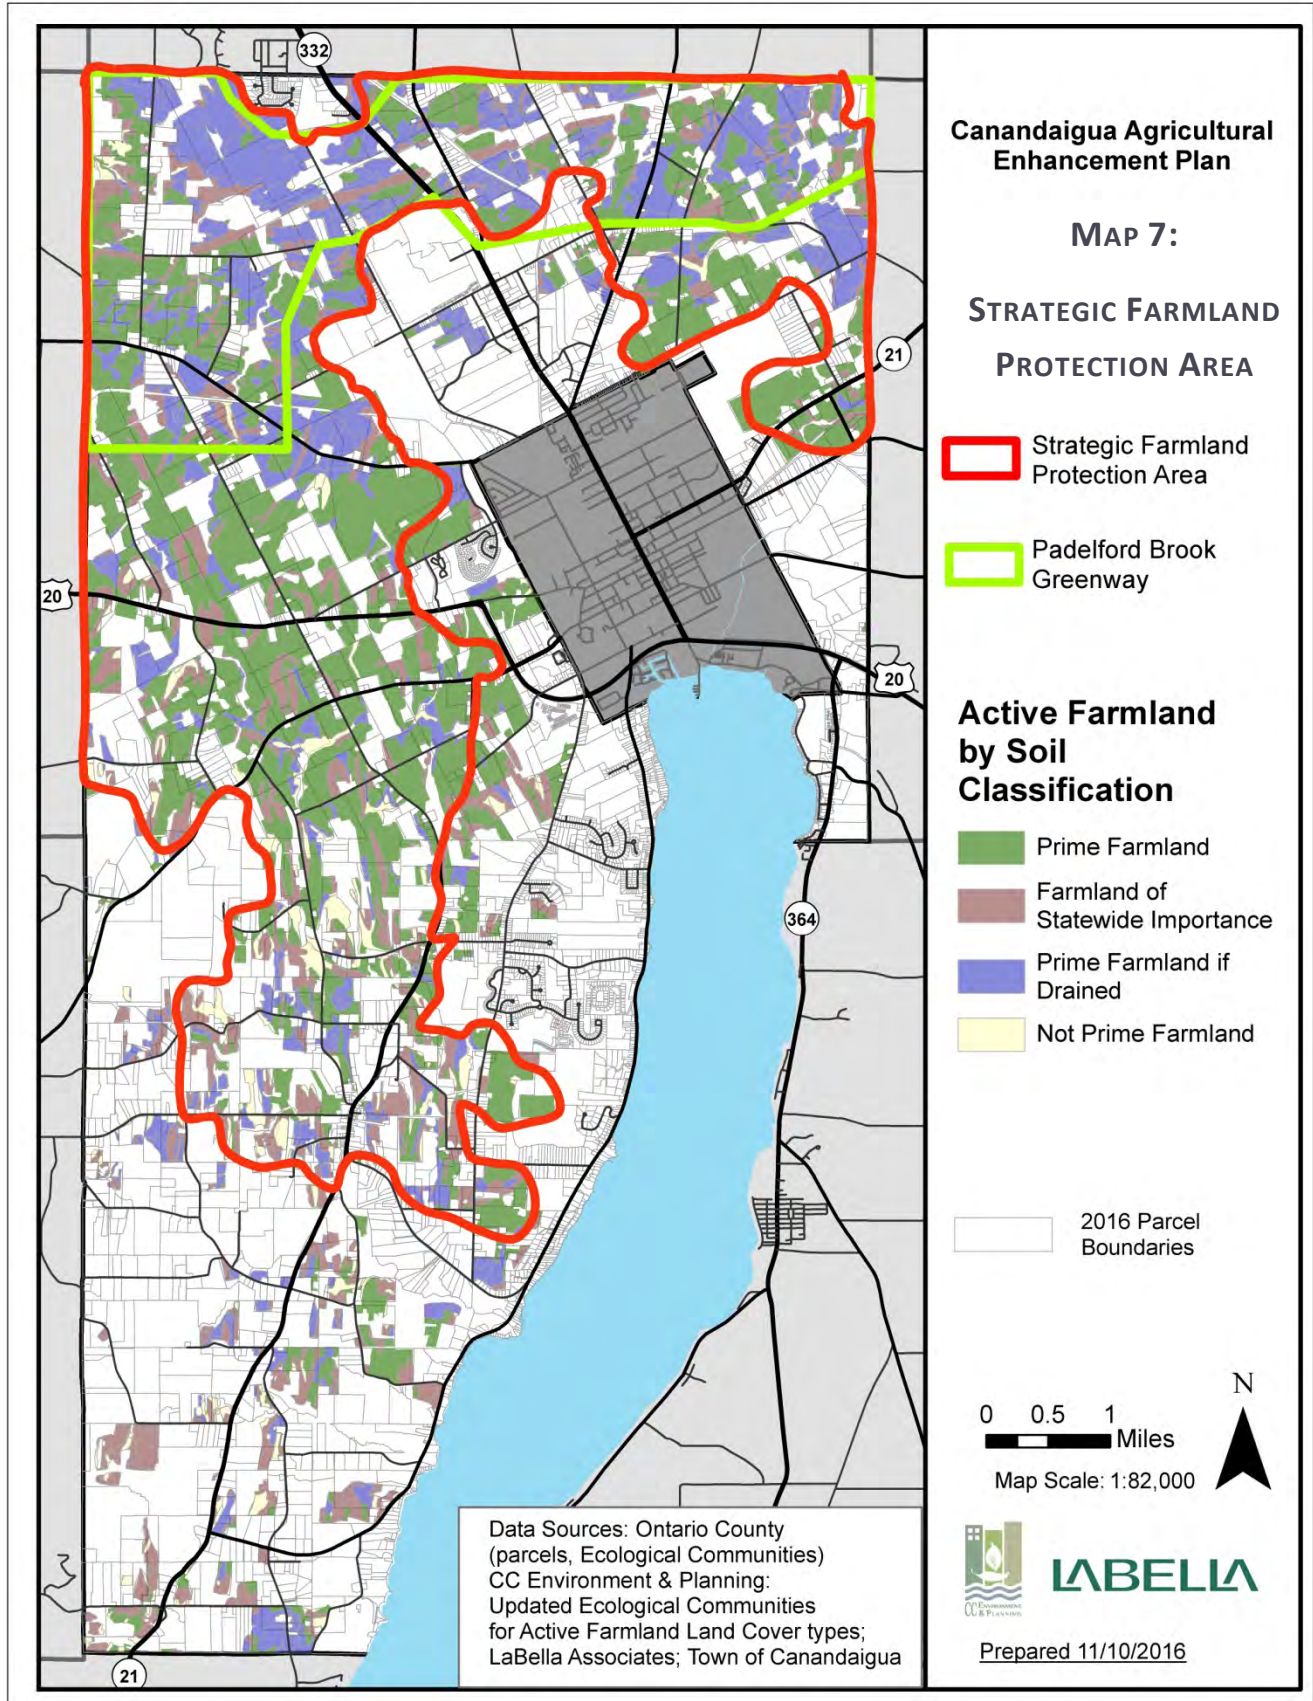 332
21
20
20
364
21
Canandaigua Agricultural
Enhancement Plan
MAP 7:
STRATEGIC FARMLAND
PROTECTION AREA
Strategic Farmland
Protection Area
Padelford Brook
Greenway
Active Farmland
by Soil
Classification
Prime Farmland
Farmland of
Statewide Importance
Prime Farmland if
Drained
Not Prime Farmland
2016 Parcel
Boundaries
N
0 0.5 1
Miles
Map Scale: 1:82,000
CC ENVIRONMENT
& PLANNING
LABELLA
Prepared 11/10/2016
Data Sources: Ontario County
(parcels, Ecological Communities)
CC Environment & Planning:
Updated Ecological Communities
for Active Farmland Land Cover types;
LaBella Associates; Town of Canandaigua